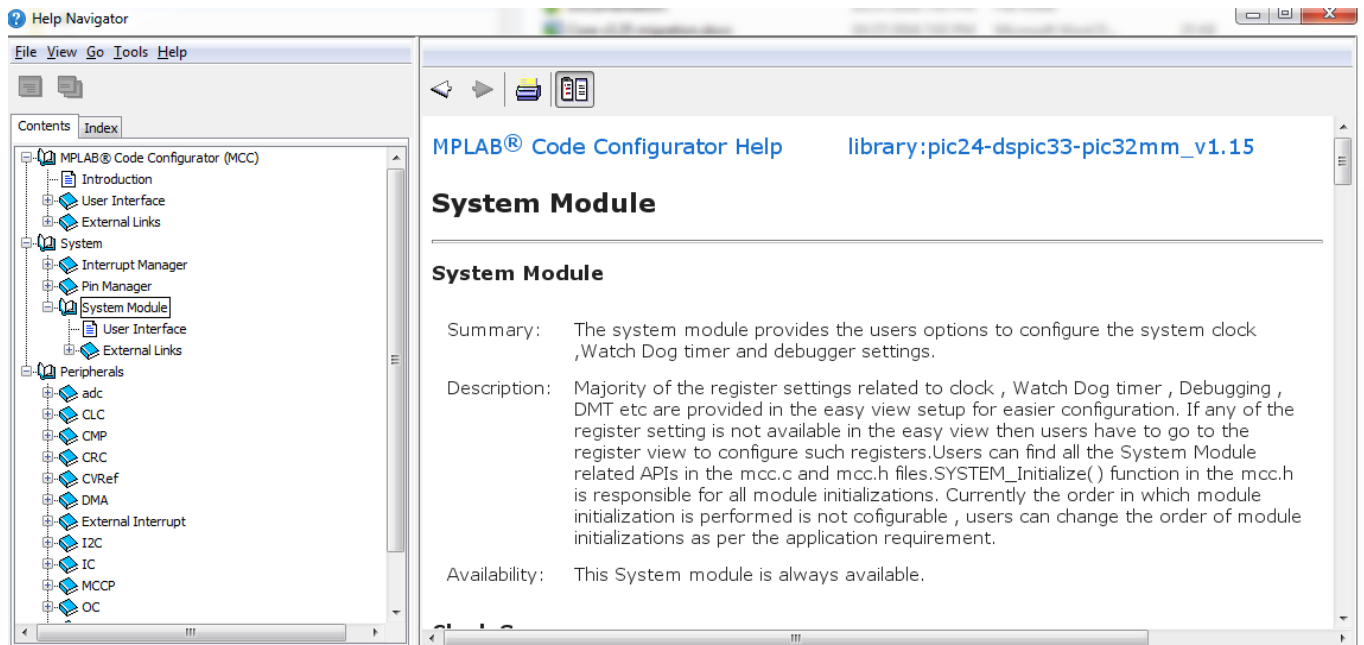 Help Navigator
File View Go Tools Help
Contents Index
MPLAB® Code Configurator (MCC)
Introduction
User Interface
External Links
System
Interrupt Manager
Pin Manager
System Module
User Interface
External Links
Peripherals
adc
CLC
CMP
CRC
CVRef
DMA
External Interrupt
I2C
IC
MCCP
OC
MPLAB® Code Configurator Help library:pic24-dspic33-pic32mm_v1.15
System Module
System Module
Summary: The system module provides the users options to configure the system clock
,Watch Dog timer and debugger settings.
Description: Majority of the register settings related to clock , Watch Dog timer , Debugging ,
DMT etc are provided in the easy view setup for easier configuration. If any of the
register setting is not available in the easy view then users have to go to the
register view to configure such registers.Users can find all the System Module
related APIs in the mcc.c and mcc.h files.SYSTEM_Initialize() function in the mcc.h
is responsible for all module initializations. Currently the order in which module
initialization is performed is not cofigurable , users can change the order of module
initializations as per the application requirement.
Availability: This System module is always available.